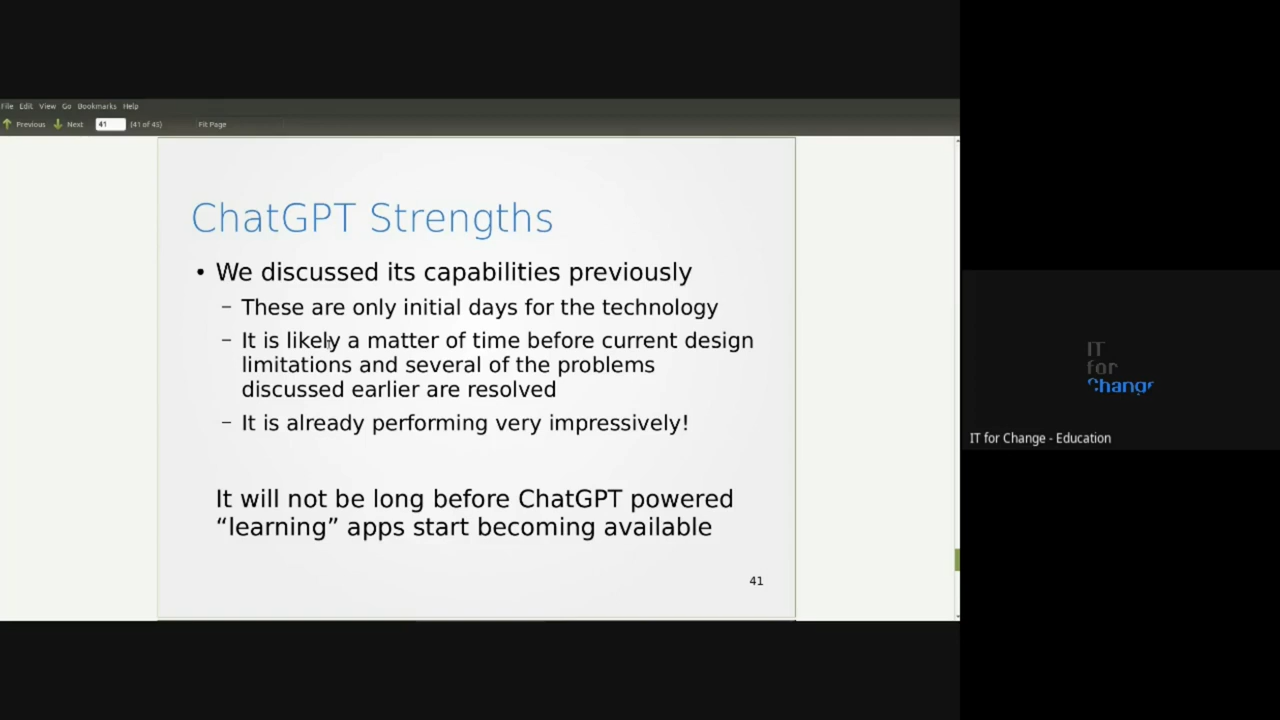 File Edit View Go Bookmarks Help
Previous Next 41 (41 of 45) Fit Page
ChatGPT Strengths
• We discussed its capabilities previously
– These are only initial days for the technology
– It is likely a matter of time before current design
limitations and several of the problems
discussed earlier are resolved
– It is already performing very impressively!
It will not be long before ChatGPT powered
“learning” apps start becoming available
41
IT
for
Change
IT for Change - Education